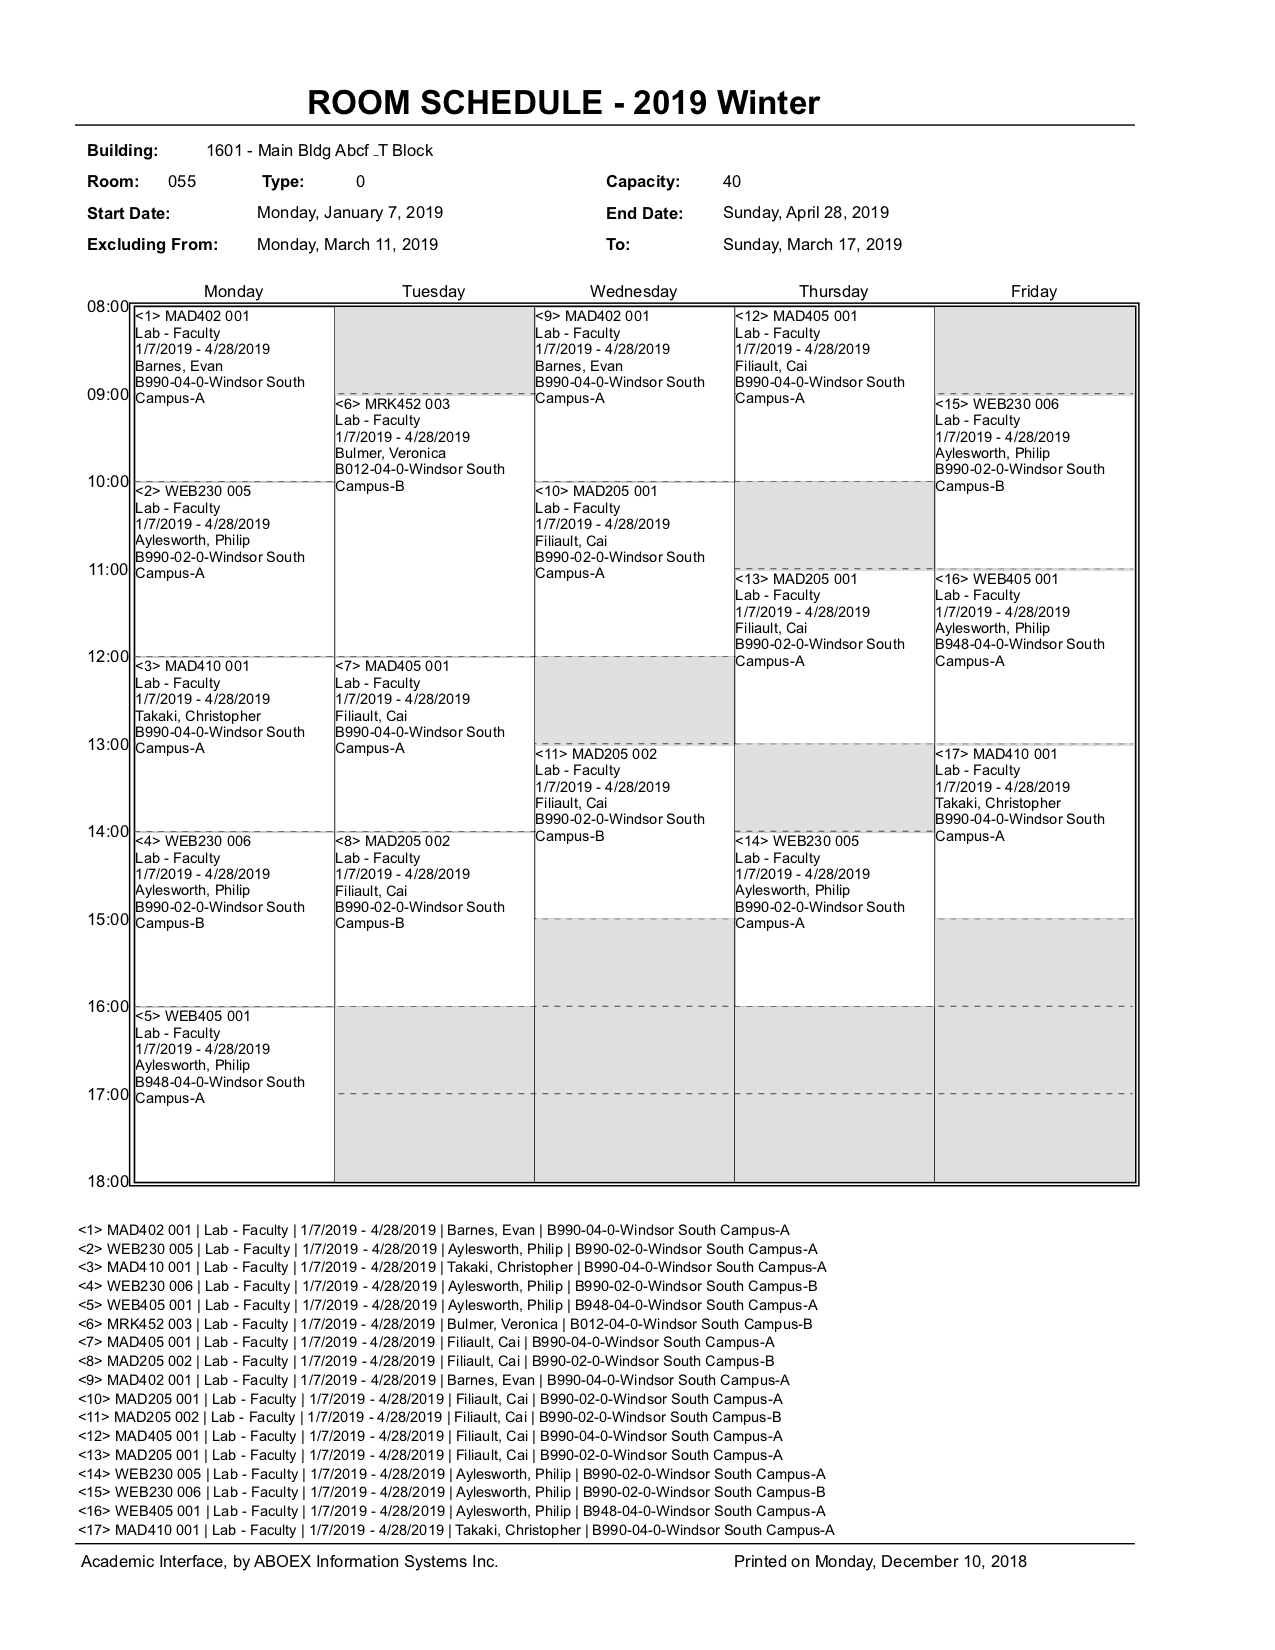 ROOM SCHEDULE - 2019 Winter
Building: 1601 - Main Bldg Abcf _T Block
Room: 055 Type: 0 Capacity: 40
Start Date: Monday, January 7, 2019 End Date: Sunday, April 28, 2019
Excluding From: Monday, March 11, 2019 To: Sunday, March 17, 2019
Monday Tuesday Wednesday Thursday Friday
08:00
09:00
10:00
11:00
12:00
13:00
14:00
15:00
16:00
17:00
18:00
<1> MAD402 001
Lab - Faculty
1/7/2019 - 4/28/2019
Barnes, Evan
B990-04-0-Windsor South
Campus-A
<2> WEB230 005
Lab - Faculty
1/7/2019 - 4/28/2019
Aylesworth, Philip
B990-02-0-Windsor South
Campus-A
<3> MAD410 001
Lab - Faculty
1/7/2019 - 4/28/2019
Takaki, Christopher
B990-04-0-Windsor South
Campus-A
<4> WEB230 006
Lab - Faculty
1/7/2019 - 4/28/2019
Aylesworth, Philip
B990-02-0-Windsor South
Campus-B
<5> WEB405 001
Lab - Faculty
1/7/2019 - 4/28/2019
Aylesworth, Philip
B948-04-0-Windsor South
Campus-A
<6> MRK452 003
Lab - Faculty
1/7/2019 - 4/28/2019
Bulmer, Veronica
B012-04-0-Windsor South
Campus-B
<7> MAD405 001
Lab - Faculty
1/7/2019 - 4/28/2019
Filiault, Cai
B990-04-0-Windsor South
Campus-A
<8> MAD205 002
Lab - Faculty
1/7/2019 - 4/28/2019
Filiault, Cai
B990-02-0-Windsor South
Campus-B
<9> MAD402 001
Lab - Faculty
1/7/2019 - 4/28/2019
Barnes, Evan
B990-04-0-Windsor South
Campus-A
<10> MAD205 001
Lab - Faculty
1/7/2019 - 4/28/2019
Filiault, Cai
B990-02-0-Windsor South
Campus-A
<11> MAD205 002
Lab - Faculty
1/7/2019 - 4/28/2019
Filiault, Cai
B990-02-0-Windsor South
Campus-B
<12> MAD405 001
Lab - Faculty
1/7/2019 - 4/28/2019
Filiault, Cai
B990-04-0-Windsor South
Campus-A
<13> MAD205 001
Lab - Faculty
1/7/2019 - 4/28/2019
Filiault, Cai
B990-02-0-Windsor South
Campus-A
<14> WEB230 005
Lab - Faculty
1/7/2019 - 4/28/2019
Aylesworth, Philip
B990-02-0-Windsor South
Campus-A
<15> WEB230 006
Lab - Faculty
1/7/2019 - 4/28/2019
Aylesworth, Philip
B990-02-0-Windsor South
Campus-B
<16> WEB405 001
Lab - Faculty
1/7/2019 - 4/28/2019
Aylesworth, Philip
B948-04-0-Windsor South
Campus-A
<17> MAD410 001
Lab - Faculty
1/7/2019 - 4/28/2019
Takaki, Christopher
B990-04-0-Windsor South
Campus-A
<1> MAD402 001 | Lab - Faculty | 1/7/2019 - 4/28/2019 | Barnes, Evan | B990-04-0-Windsor South Campus-A
<2> WEB230 005 | Lab - Faculty | 1/7/2019 - 4/28/2019 | Aylesworth, Philip | B990-02-0-Windsor South Campus-A
<3> MAD410 001 | Lab - Faculty | 1/7/2019 - 4/28/2019 | Takaki, Christopher | B990-04-0-Windsor South Campus-A
<4> WEB230 006 | Lab - Faculty | 1/7/2019 - 4/28/2019 | Aylesworth, Philip | B990-02-0-Windsor South Campus-B
<5> WEB405 001 | Lab - Faculty | 1/7/2019 - 4/28/2019 | Aylesworth, Philip | B948-04-0-Windsor South Campus-A
<6> MRK452 003 | Lab - Faculty | 1/7/2019 - 4/28/2019 | Bulmer, Veronica | B012-04-0-Windsor South Campus-B
<7> MAD405 001 | Lab - Faculty | 1/7/2019 - 4/28/2019 | Filiault, Cai | B990-04-0-Windsor South Campus-A
<8> MAD205 002 | Lab - Faculty | 1/7/2019 - 4/28/2019 | Filiault, Cai | B990-02-0-Windsor South Campus-B
<9> MAD402 001 | Lab - Faculty | 1/7/2019 - 4/28/2019 | Barnes, Evan | B990-04-0-Windsor South Campus-A
<10> MAD205 001 | Lab - Faculty | 1/7/2019 - 4/28/2019 | Filiault, Cai | B990-02-0-Windsor South Campus-A
<11> MAD205 002 | Lab - Faculty | 1/7/2019 - 4/28/2019 | Filiault, Cai | B990-02-0-Windsor South Campus-B
<12> MAD405 001 | Lab - Faculty | 1/7/2019 - 4/28/2019 | Filiault, Cai | B990-04-0-Windsor South Campus-A
<13> MAD205 001 | Lab - Faculty | 1/7/2019 - 4/28/2019 | Filiault, Cai | B990-02-0-Windsor South Campus-A
<14> WEB230 005 | Lab - Faculty | 1/7/2019 - 4/28/2019 | Aylesworth, Philip | B990-02-0-Windsor South Campus-A
<15> WEB230 006 | Lab - Faculty | 1/7/2019 - 4/28/2019 | Aylesworth, Philip | B990-02-0-Windsor South Campus-B
<16> WEB405 001 | Lab - Faculty | 1/7/2019 - 4/28/2019 | Aylesworth, Philip | B948-04-0-Windsor South Campus-A
<17> MAD410 001 | Lab - Faculty | 1/7/2019 - 4/28/2019 | Takaki, Christopher | B990-04-0-Windsor South Campus-A
Academic Interface, by ABOEX Information Systems Inc. Printed on Monday, December 10, 2018